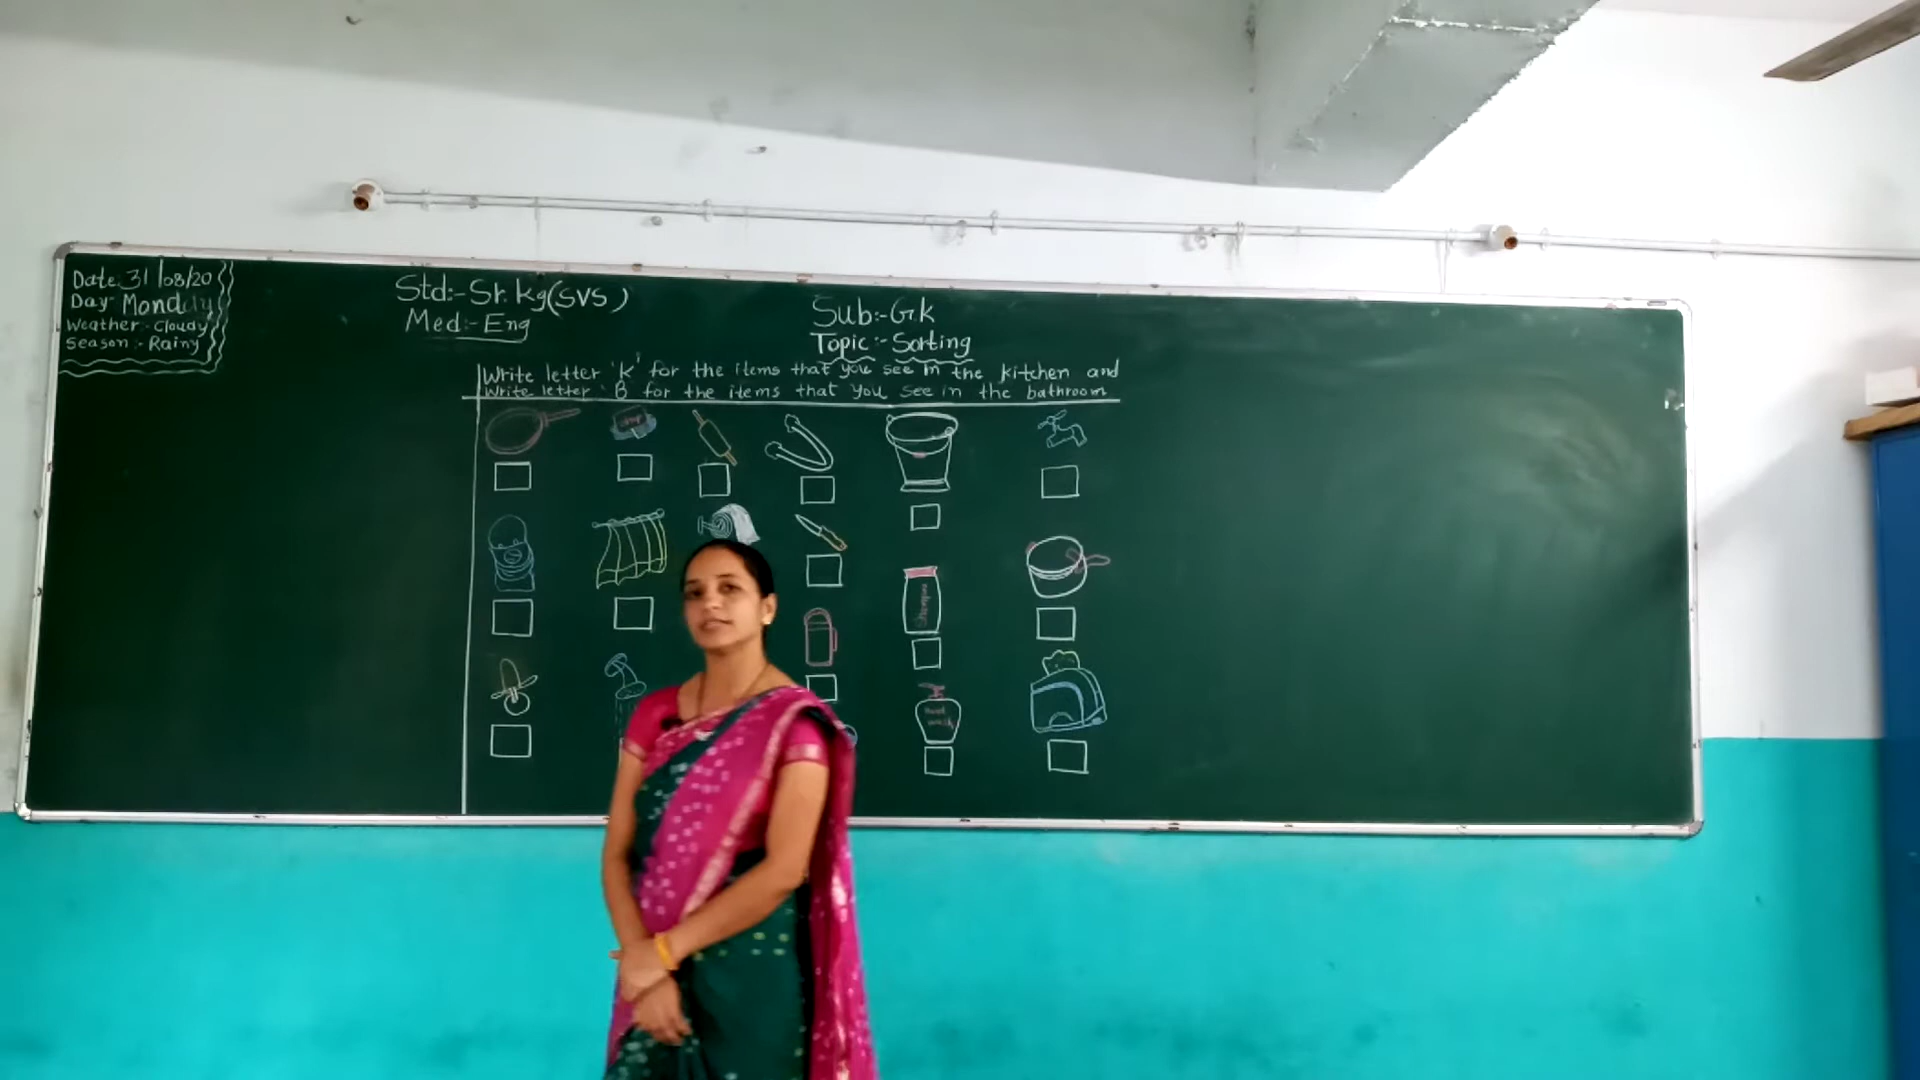 Date:-31/08/20
Day:-Monday
Weather:-Cloudy
Season:-Rainy
Std:-Sr.kg(SVS)
Med:-Eng
Sub:-G.k
Topic:-Sorting
Write letter 'K' for the items that you see in the kitchen and
write letter 'B' for the items that you see in the bathroom